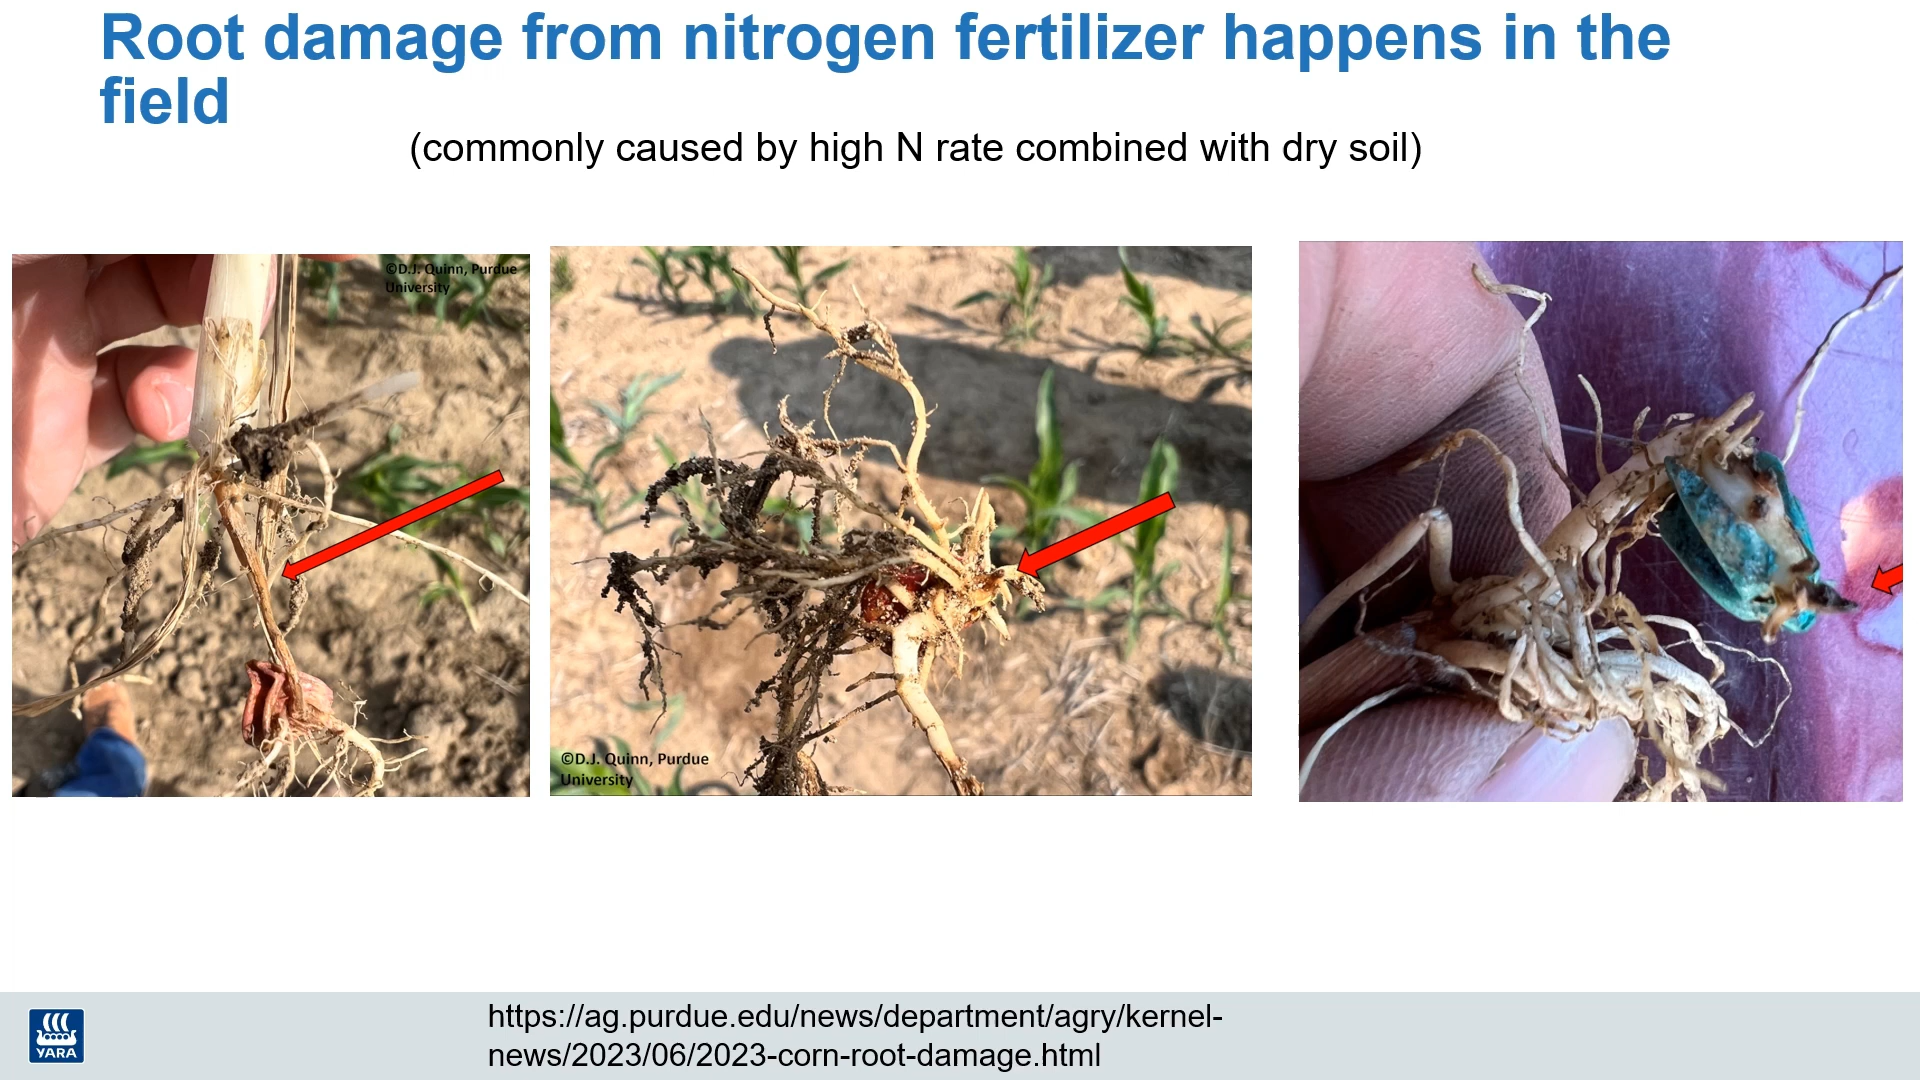 Root damage from nitrogen fertilizer happens in the
field
(commonly caused by high N rate combined with dry soil)
©D.J. Quinn, Purdue
University
©D.J. Quinn, Purdue
University
YARA
https://ag.purdue.edu/news/department/agry/kernel-
news/2023/06/2023-corn-root-damage.html